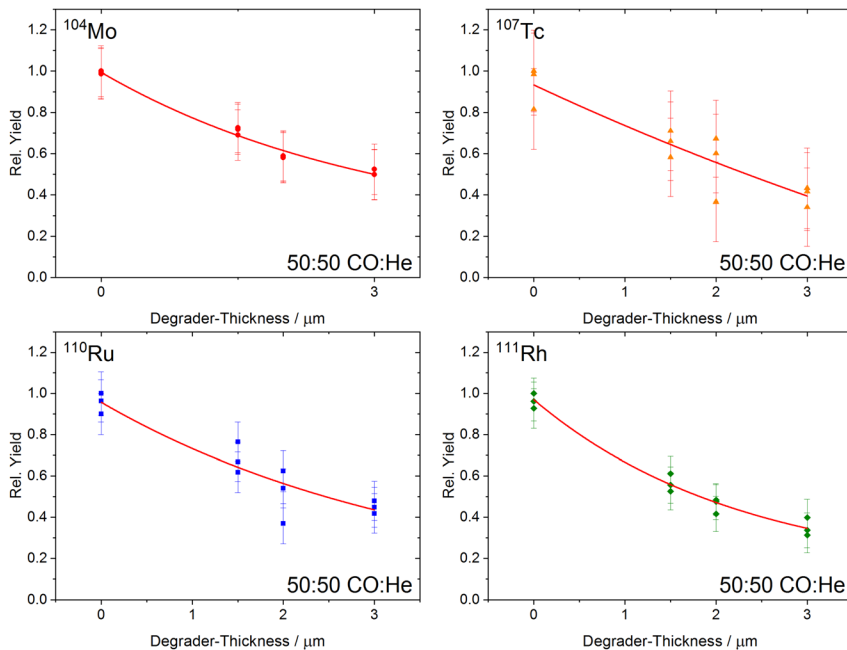 ¹⁰⁴Mo
1.2
1.0
0.8
0.6
0.4
0.2
0.0
Rel. Yield
50:50 CO:He
0
3
Degrader-Thickness / μm
¹⁰⁷Tc
1.2
1.0
0.8
0.6
0.4
0.2
0.0
Rel. Yield
50:50 CO:He
0
1
2
3
Degrader-Thickness / μm
¹¹⁰Ru
1.2
1.0
0.8
0.6
0.4
0.2
0.0
Rel. Yield
50:50 CO:He
0
1
2
3
Degrader-Thickness / μm
¹¹¹Rh
1.2
1.0
0.8
0.6
0.4
0.2
0.0
Rel. Yield
50:50 CO:He
0
1
2
3
Degrader-Thickness / μm